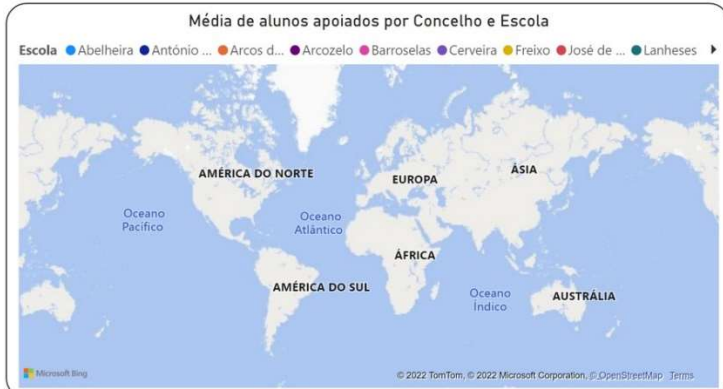 Média de alunos apoiados por Concelho e Escola
Escola Abelheira António ... Arcos d... Arcozelo Barroselas Cerveira Freixo José de ... Lanheses
AMÉRICA DO NORTE
EUROPA
ÁSIA
Oceano
Pacífico
Oceano
Atlântico
ÁFRICA
AMÉRICA DO SUL
Oceano
Índico
AUSTRÁLIA
Microsoft Bing
© 2022 TomTom, © 2022 Microsoft Corporation, © OpenStreetMap Terms